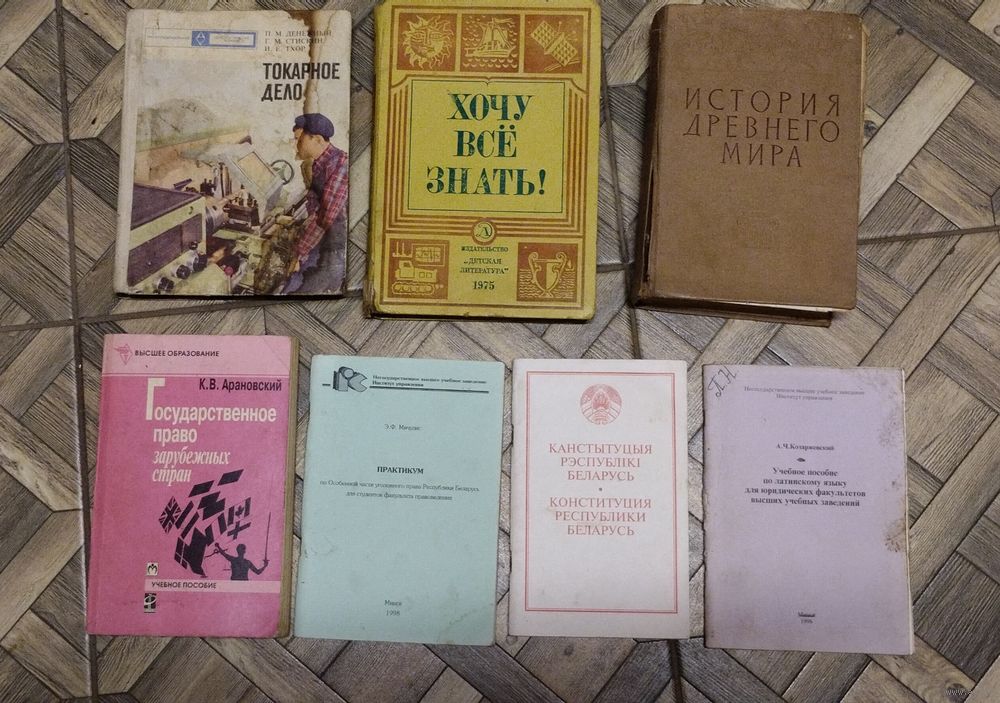 П. М. ДЕНЕЖНЫЙ,
Г. М. СТИСКИН,
И. Е. ТХОР
ТОКАРНОЕ
ДЕЛО
ХОЧУ
ВСЁ
ЗНАТЬ!
ИЗДАТЕЛЬСТВО
„ДЕТСКАЯ
ЛИТЕРАТУРА"
1975
ИСТОРИЯ
ДРЕВНЕГО
МИРА
ВЫСШЕЕ ОБРАЗОВАНИЕ
К.В. Арановский
Государственное
право
зарубежных
стран
УЧЕБНОЕ ПОСОБИЕ
Негосударственное высшее учебное заведение
Институт управления
Э.Ф. Мичулис
ПРАКТИКУМ
по Особенной части уголовного права Республики Беларусь
для студентов факультета правоведения
Минск
1998
КАНСТЫТУЦЫЯ
РЭСПУБЛІКІ
БЕЛАРУСЬ
•
КОНСТИТУЦИЯ
РЕСПУБЛИКИ
БЕЛАРУСЬ
П.Н.
Негосударственное высшее учебное заведение
Институт управления
А.Ч.Козаржевский
Учебное пособие
по латинскому языку
для юридических факультетов
высших учебных заведений
Минск
1998